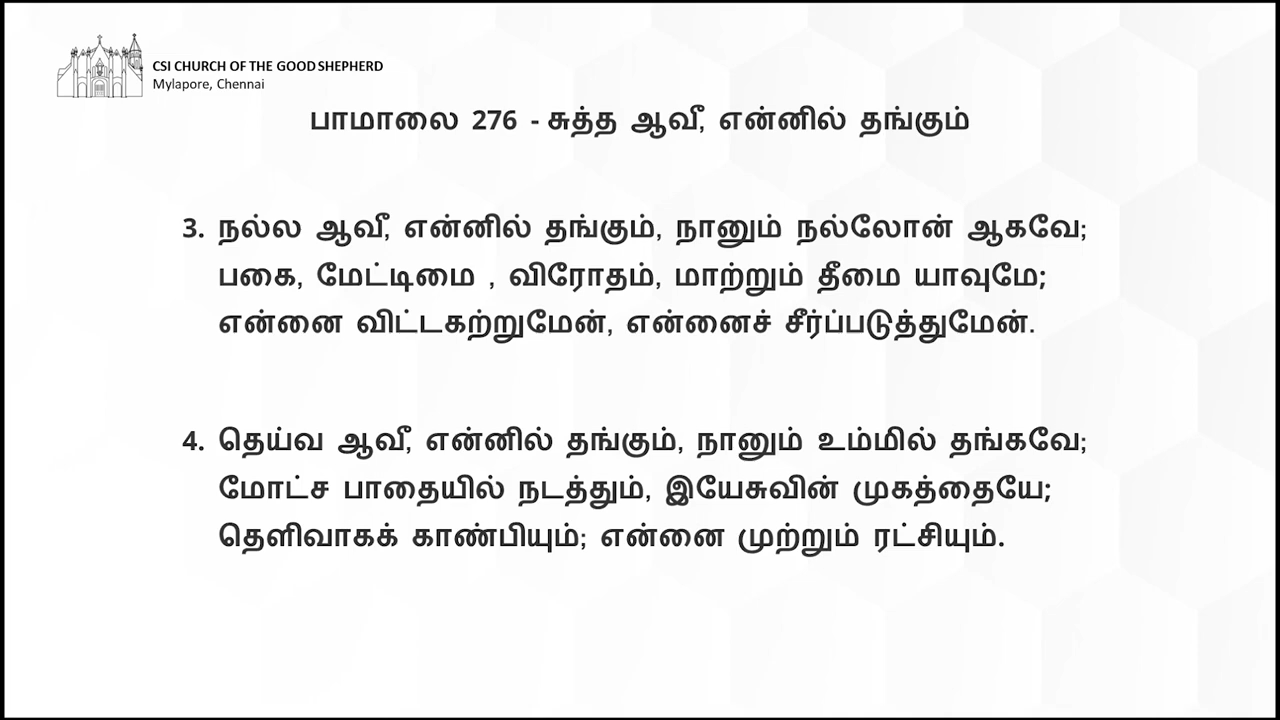 CSI CHURCH OF THE GOOD SHEPHERD
Mylapore, Chennai
பாமாலை 276 - சுத்த ஆவீ, என்னில் தங்கும்
3. நல்ல ஆவீ, என்னில் தங்கும், நானும் நல்லோன் ஆகவே;
பகை, மேட்டிமை , விரோதம், மாற்றும் தீமை யாவுமே;
என்னை விட்டகற்றுமேன், என்னைச் சீர்ப்படுத்துமேன்.
4. தெய்வ ஆவீ, என்னில் தங்கும், நானும் உம்மில் தங்கவே;
மோட்ச பாதையில் நடத்தும், இயேசுவின் முகத்தையே;
தெளிவாகக் காண்பியும்; என்னை முற்றும் ரட்சியும்.